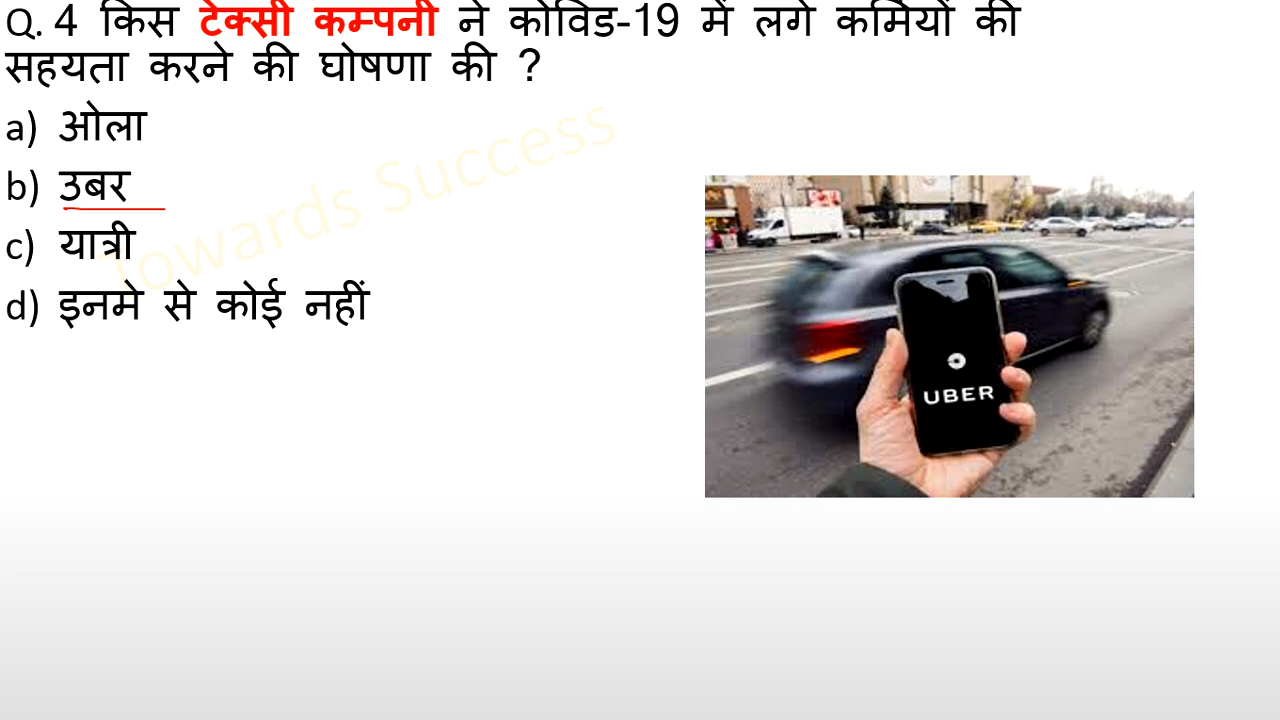 Q. 4 किस टेक्सी कम्पनी ने कोविड-19 में लगे कर्मियों की
सहयता करने की घोषणा की ?
a) ओला
b) उबर
c) यात्री
d) इनमे से कोई नहीं
Towards Success
UBER